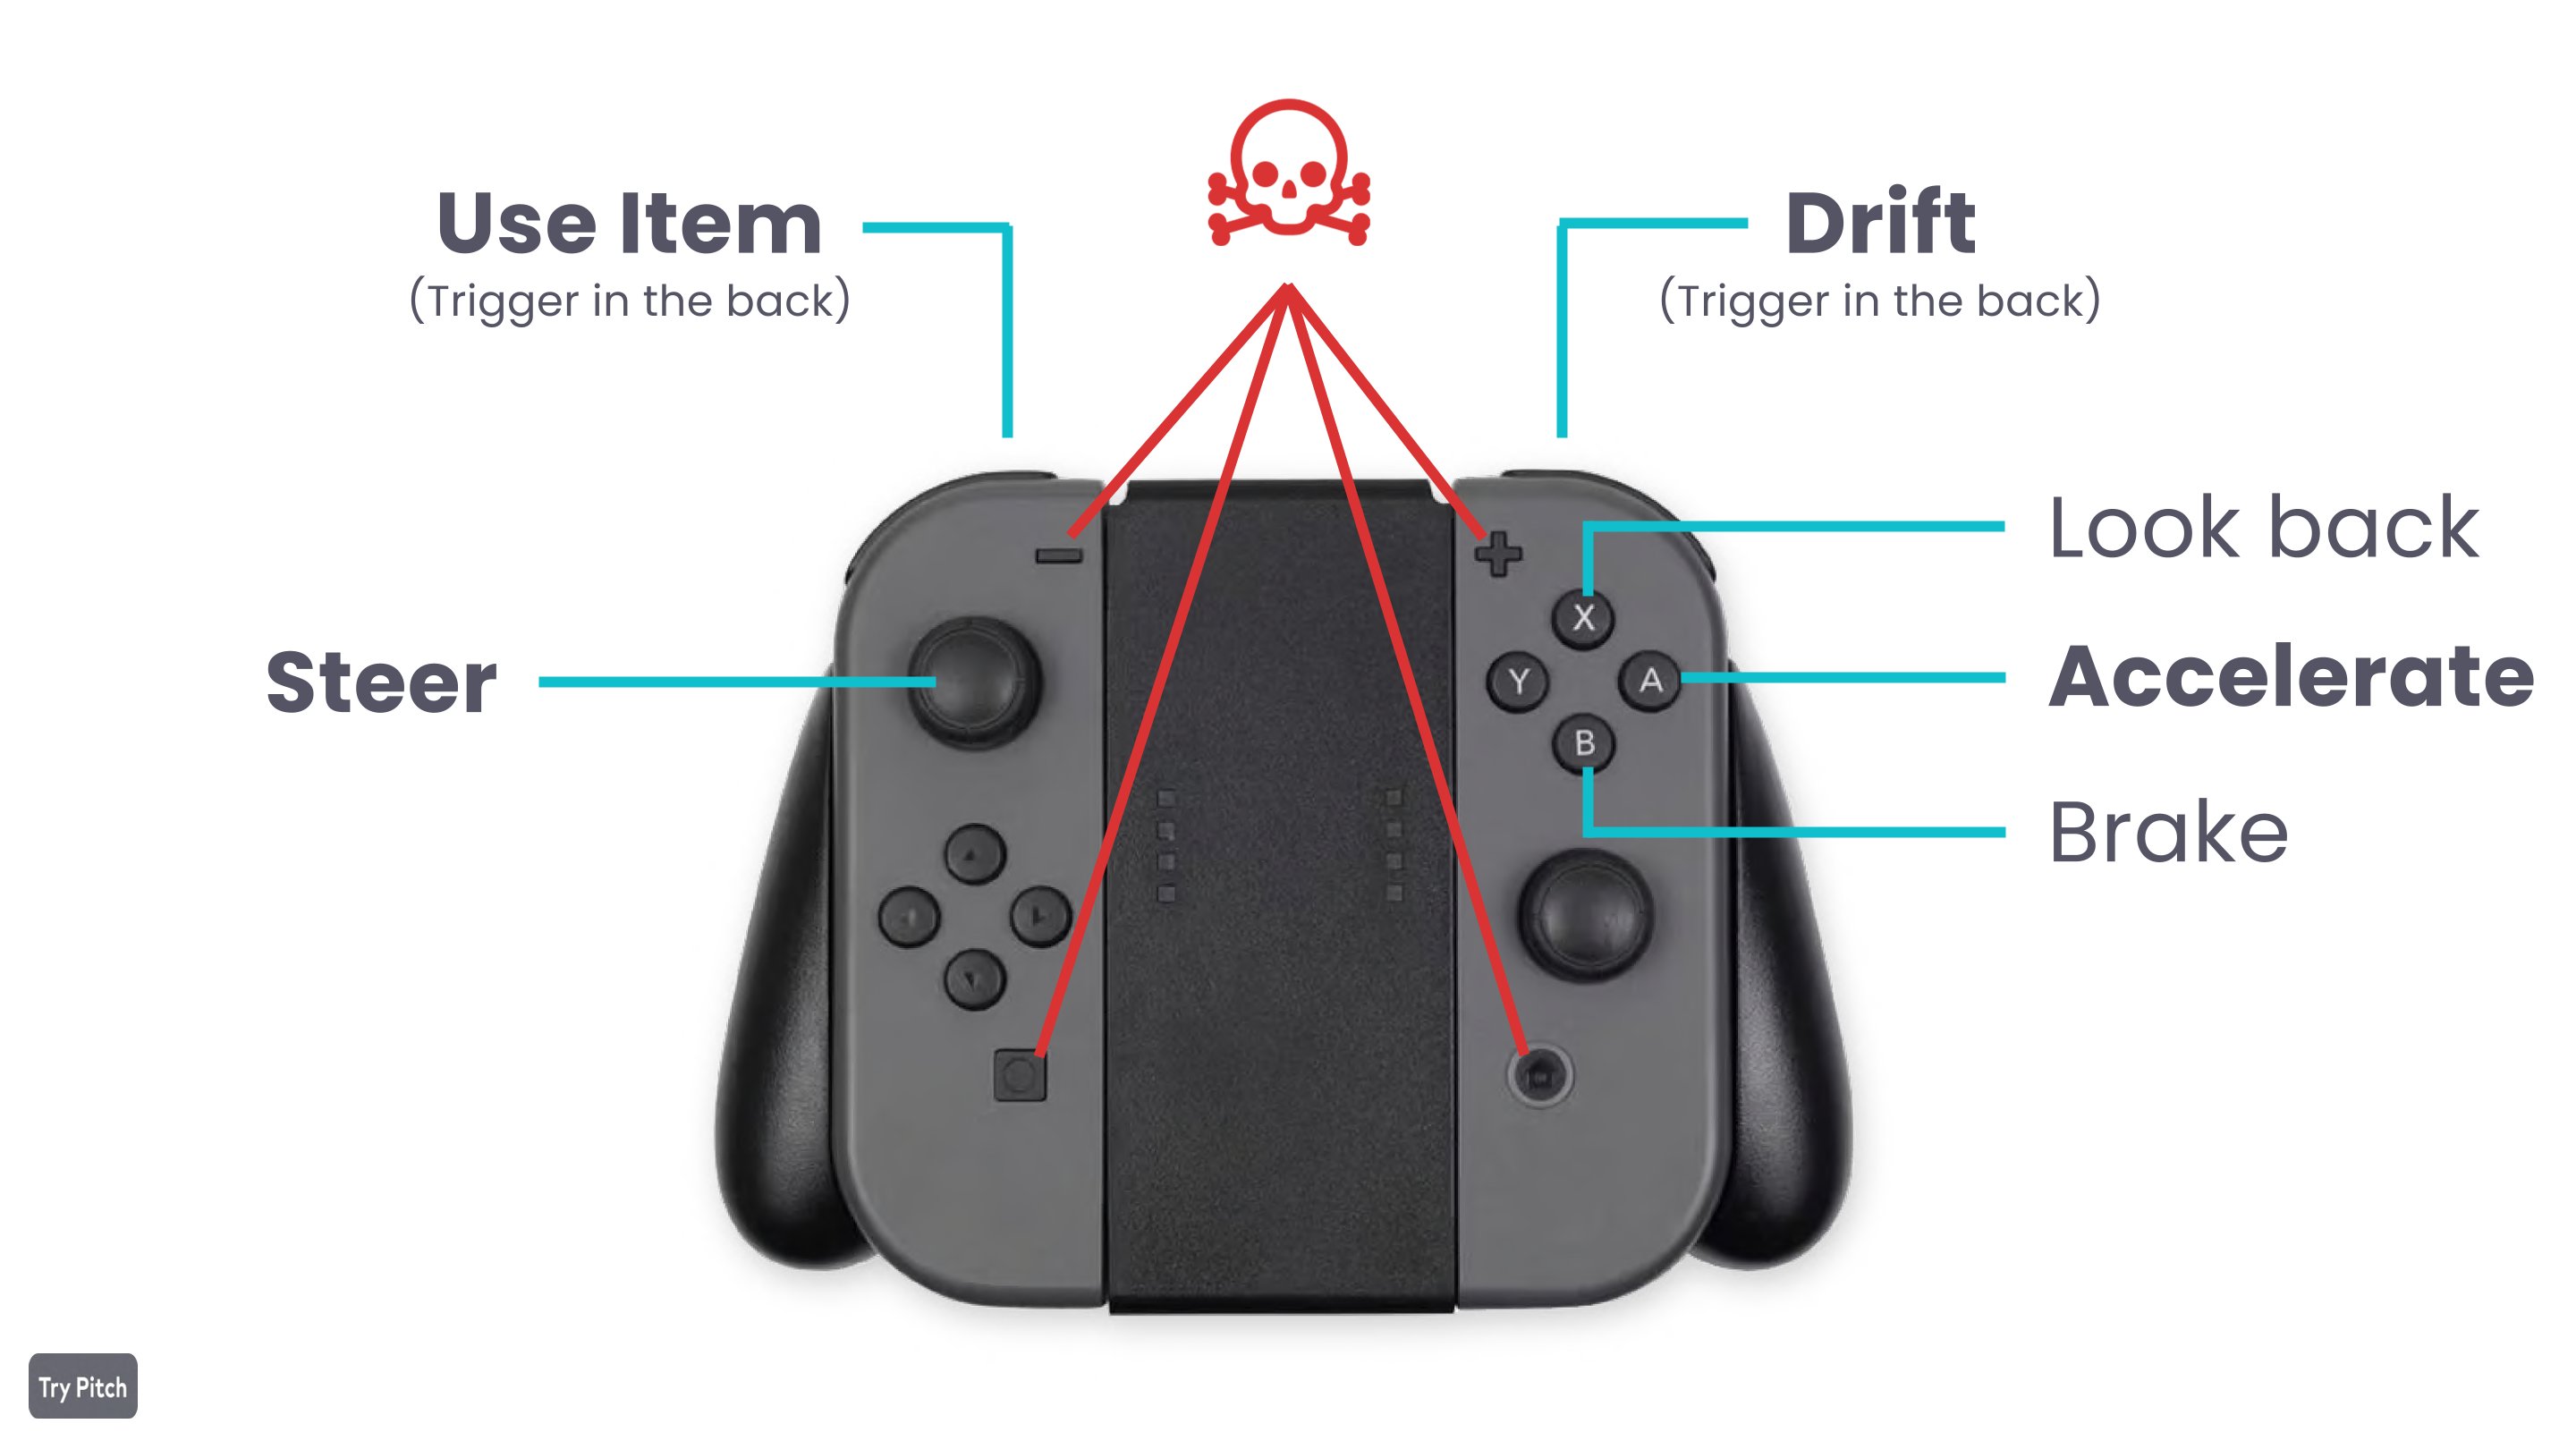 Use Item
(Trigger in the back)
Drift
(Trigger in the back)
Look back
Steer
X
Y
A
B
Accelerate
Brake
Try Pitch